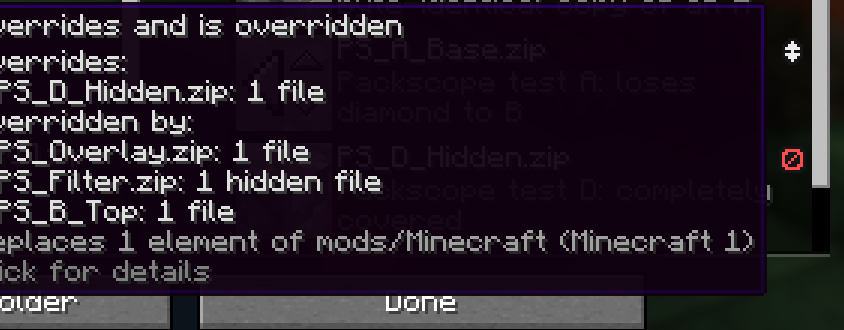 verrides and is overridden
verrides:
PS_D_Hidden.zip: 1 file
verridden by:
PS_Overlay.zip: 1 file
PS_Filter.zip: 1 hidden file
PS_B_Top: 1 file
eplaces 1 element of mods/Minecraft (Minecraft 1)
ick for details
PS_A_Base.zip
Packscope test A: loses
diamond to B
PS_D_Hidden.zip
Packscope test D: completely
covered
older
Done